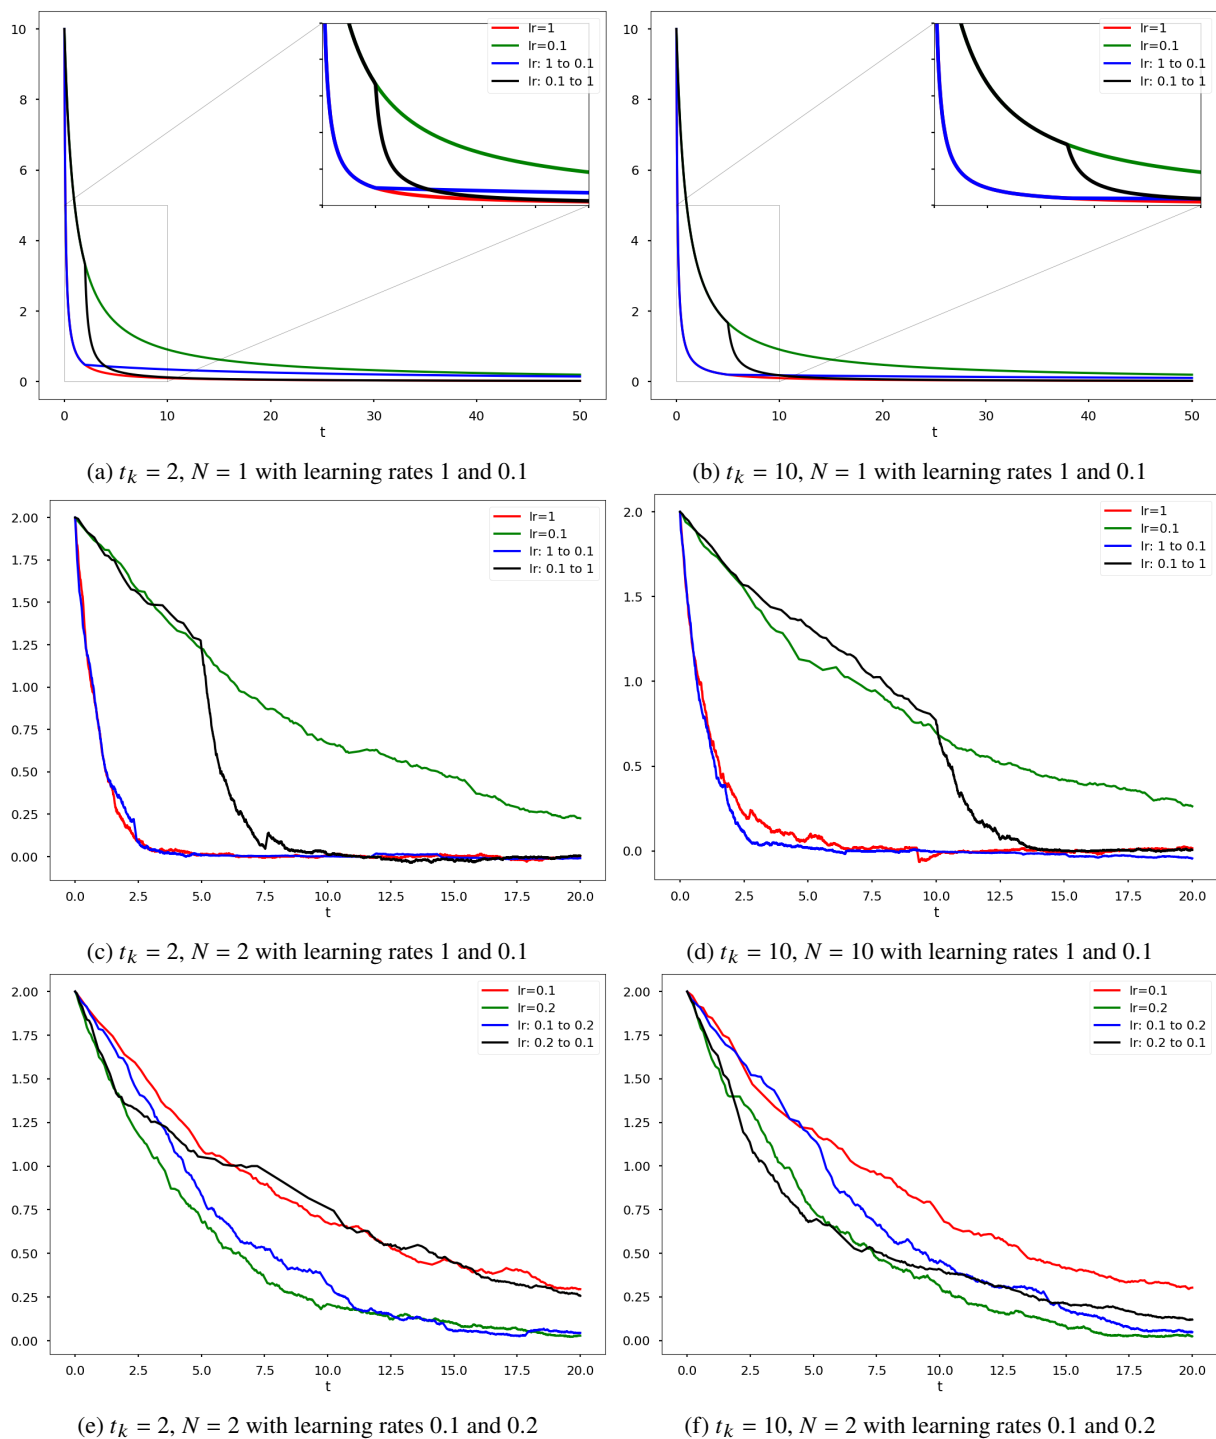 10
8
6
4
2
0
0
10
20
30
40
50
t
lr=1
lr=0.1
lr: 1 to 0.1
lr: 0.1 to 1
(a) t_k = 2, N = 1 with learning rates 1 and 0.1
10
8
6
4
2
0
0
10
20
30
40
50
t
lr=1
lr=0.1
lr: 1 to 0.1
lr: 0.1 to 1
(b) t_k = 10, N = 1 with learning rates 1 and 0.1
2.00
1.75
1.50
1.25
1.00
0.75
0.50
0.25
0.00
0.0
2.5
5.0
7.5
10.0
12.5
15.0
17.5
20.0
t
lr=1
lr=0.1
lr: 1 to 0.1
lr: 0.1 to 1
(c) t_k = 2, N = 2 with learning rates 1 and 0.1
2.0
1.5
1.0
0.5
0.0
0.0
2.5
5.0
7.5
10.0
12.5
15.0
17.5
20.0
t
lr=1
lr=0.1
lr: 1 to 0.1
lr: 0.1 to 1
(d) t_k = 10, N = 10 with learning rates 1 and 0.1
2.00
1.75
1.50
1.25
1.00
0.75
0.50
0.25
0.00
0.0
2.5
5.0
7.5
10.0
12.5
15.0
17.5
20.0
t
lr=0.1
lr=0.2
lr: 0.1 to 0.2
lr: 0.2 to 0.1
(e) t_k = 2, N = 2 with learning rates 0.1 and 0.2
2.00
1.75
1.50
1.25
1.00
0.75
0.50
0.25
0.00
0.0
2.5
5.0
7.5
10.0
12.5
15.0
17.5
20.0
t
lr=0.1
lr=0.2
lr: 0.1 to 0.2
lr: 0.2 to 0.1
(f) t_k = 10, N = 2 with learning rates 0.1 and 0.2